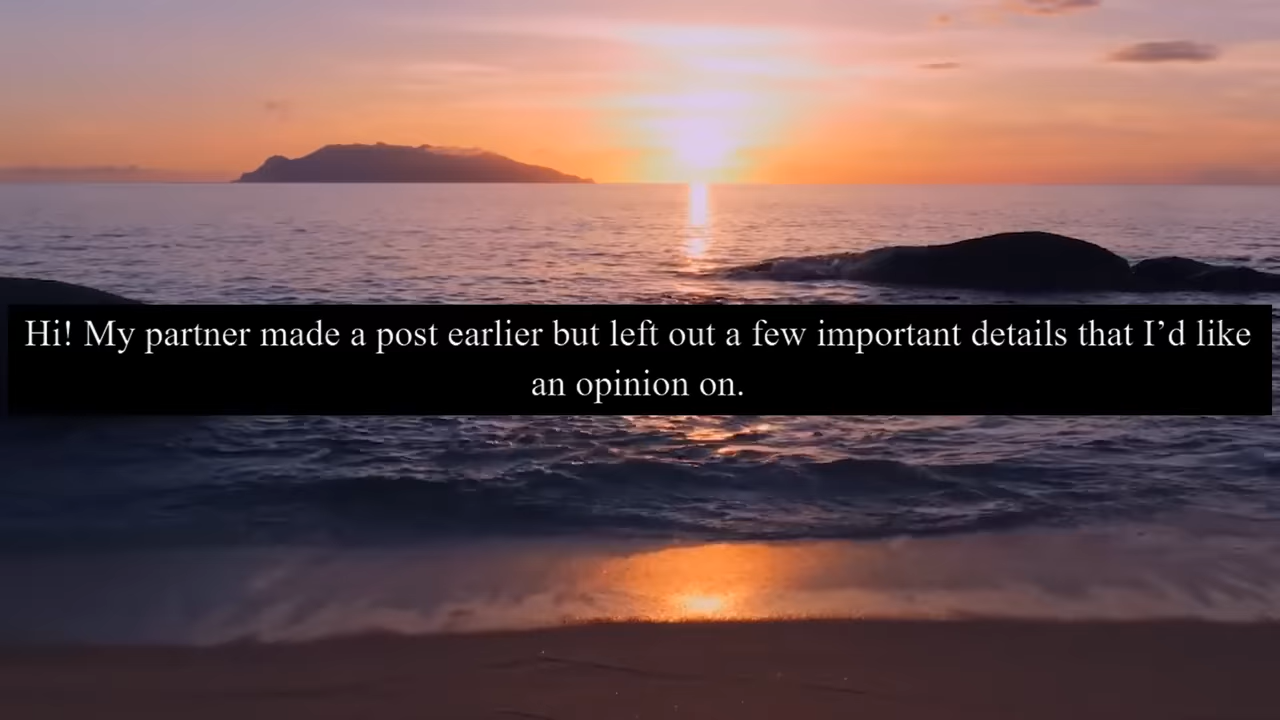 Hi! My partner made a post earlier but left out a few important details that I’d like
an opinion on.